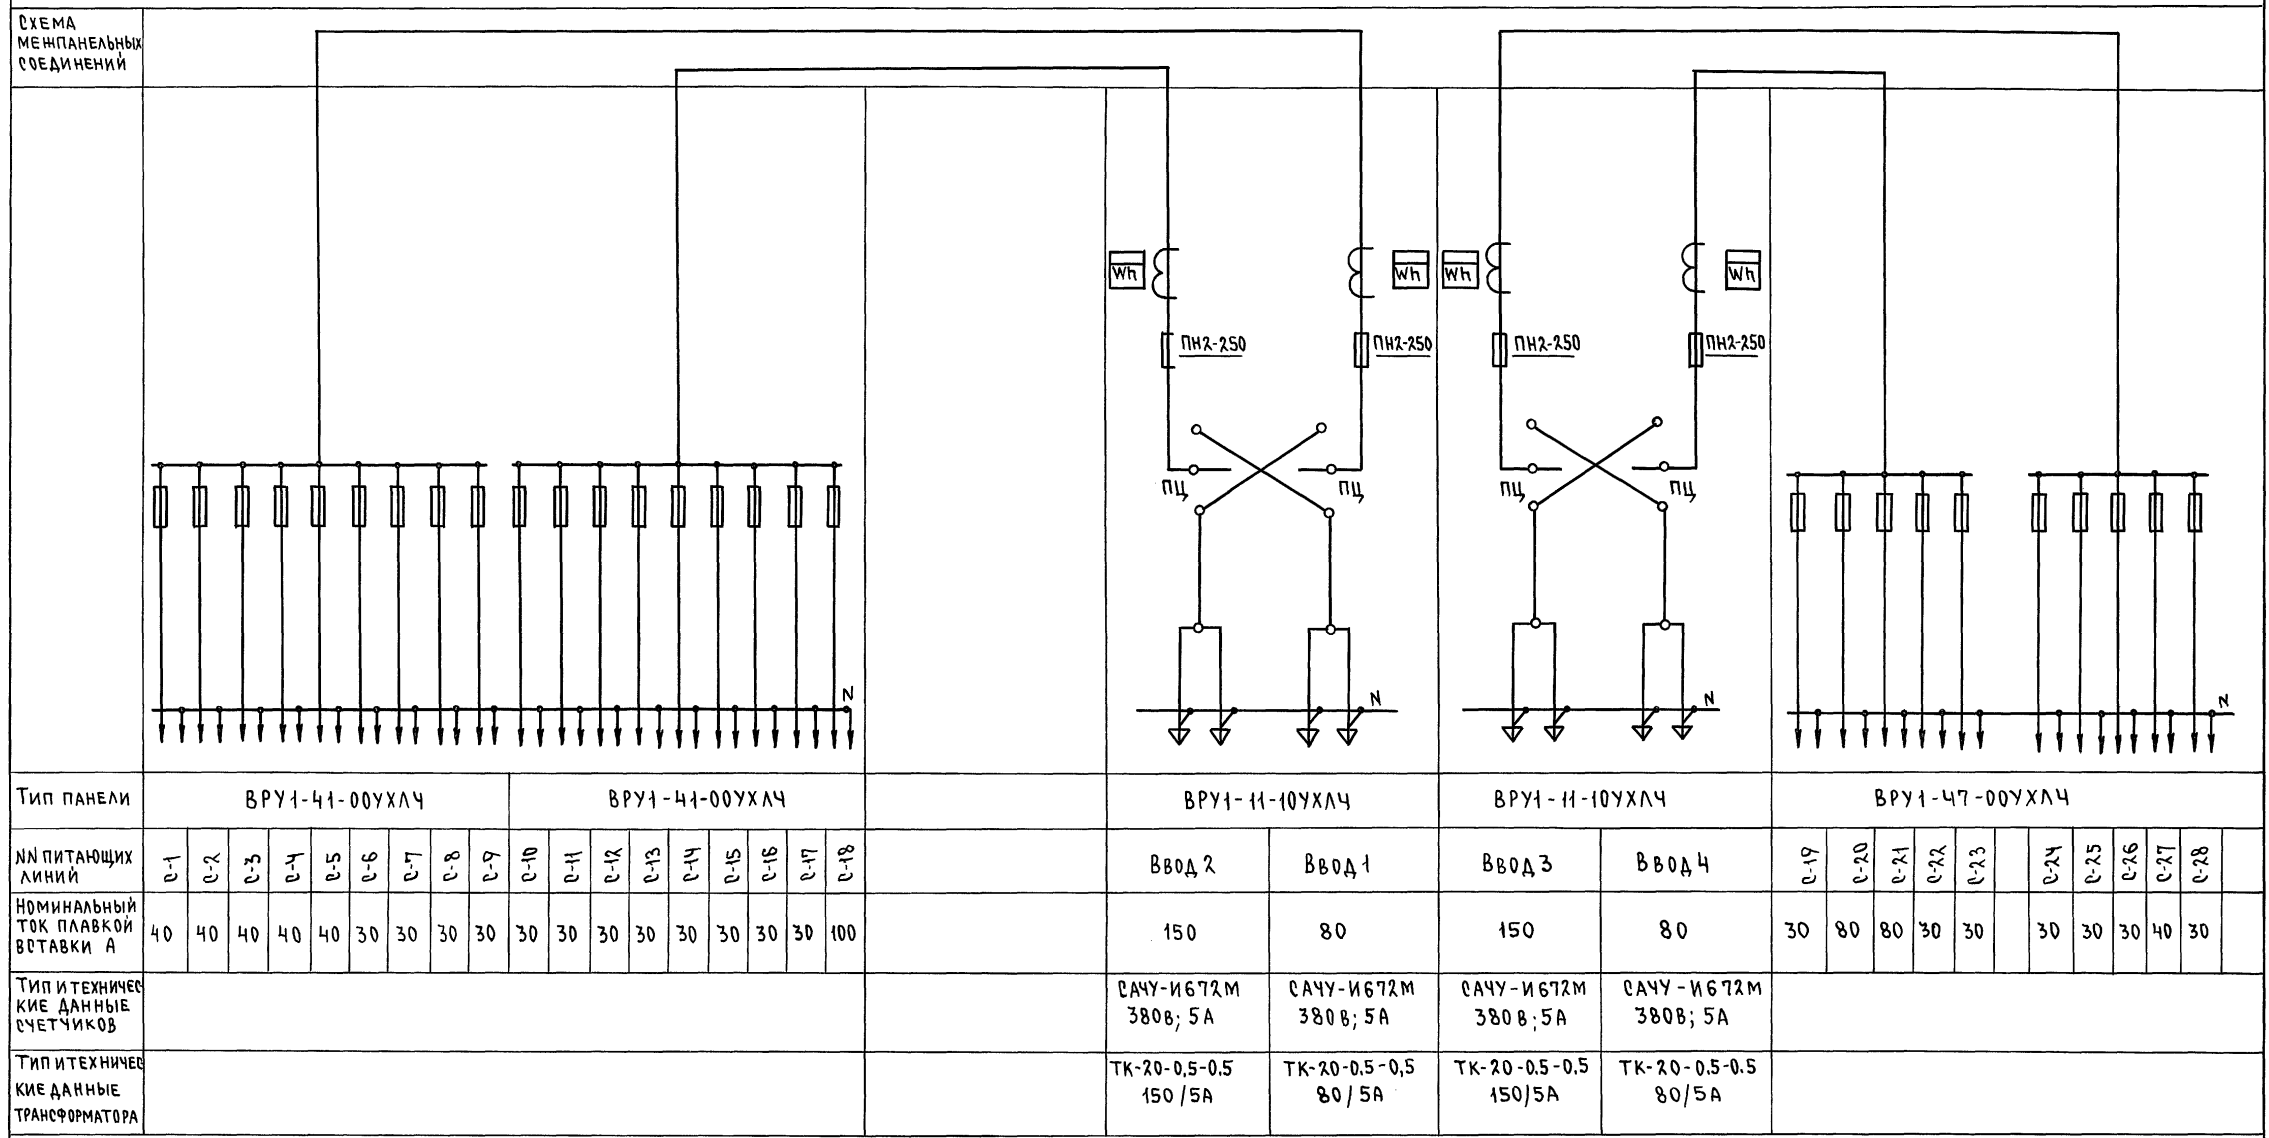 СХЕМА
МЕЖПАНЕЛЬНЫХ
СОЕДИНЕНИЙ
Wh Wh Wh Wh
ПН2-250 ПН2-250 ПН2-250 ПН2-250
ПЦ ПЦ ПЦ ПЦ
N N N N
ТИП ПАНЕЛИ ВРУ1-41-00УХЛ4 ВРУ1-41-00УХЛ4 ВРУ1-11-10УХЛ4 ВРУ1-11-10УХЛ4 ВРУ1-47-00УХЛ4
NN ПИТАЮЩИХ
ЛИНИЙ
С-1 С-2 С-3 С-4 С-5 С-6 С-7 С-8 С-9 С-10 С-11 С-12 С-13 С-14 С-15 С-16 С-17 С-18 ВВОД 2 ВВОД 1 ВВОД 3 ВВОД 4 С-19 С-20 С-21 С-22 С-23 С-24 С-25 С-26 С-27 С-28
НОМИНАЛЬНЫЙ
ТОК ПЛАВКОЙ
ВСТАВКИ А
40 40 40 40 40 30 30 30 30 30 30 30 30 30 30 30 30 100 150 80 150 80 30 80 80 30 30 30 30 30 40 30
ТИП И ТЕХНИЧЕС
КИЕ ДАННЫЕ
СЧЕТЧИКОВ
СА4У-И672М СА4У-И672М СА4У-И672М СА4У-И672М
380В; 5А 380В; 5А 380В; 5А 380В; 5А
ТИП И ТЕХНИЧЕС
КИЕ ДАННЫЕ
ТРАНСФОРМАТОРА
ТК-20-0,5-0.5 ТК-20-0.5-0,5 ТК-20-0.5-0,5 ТК-20-0.5-0.5
150/5А 80/5А 150/5А 80/5А